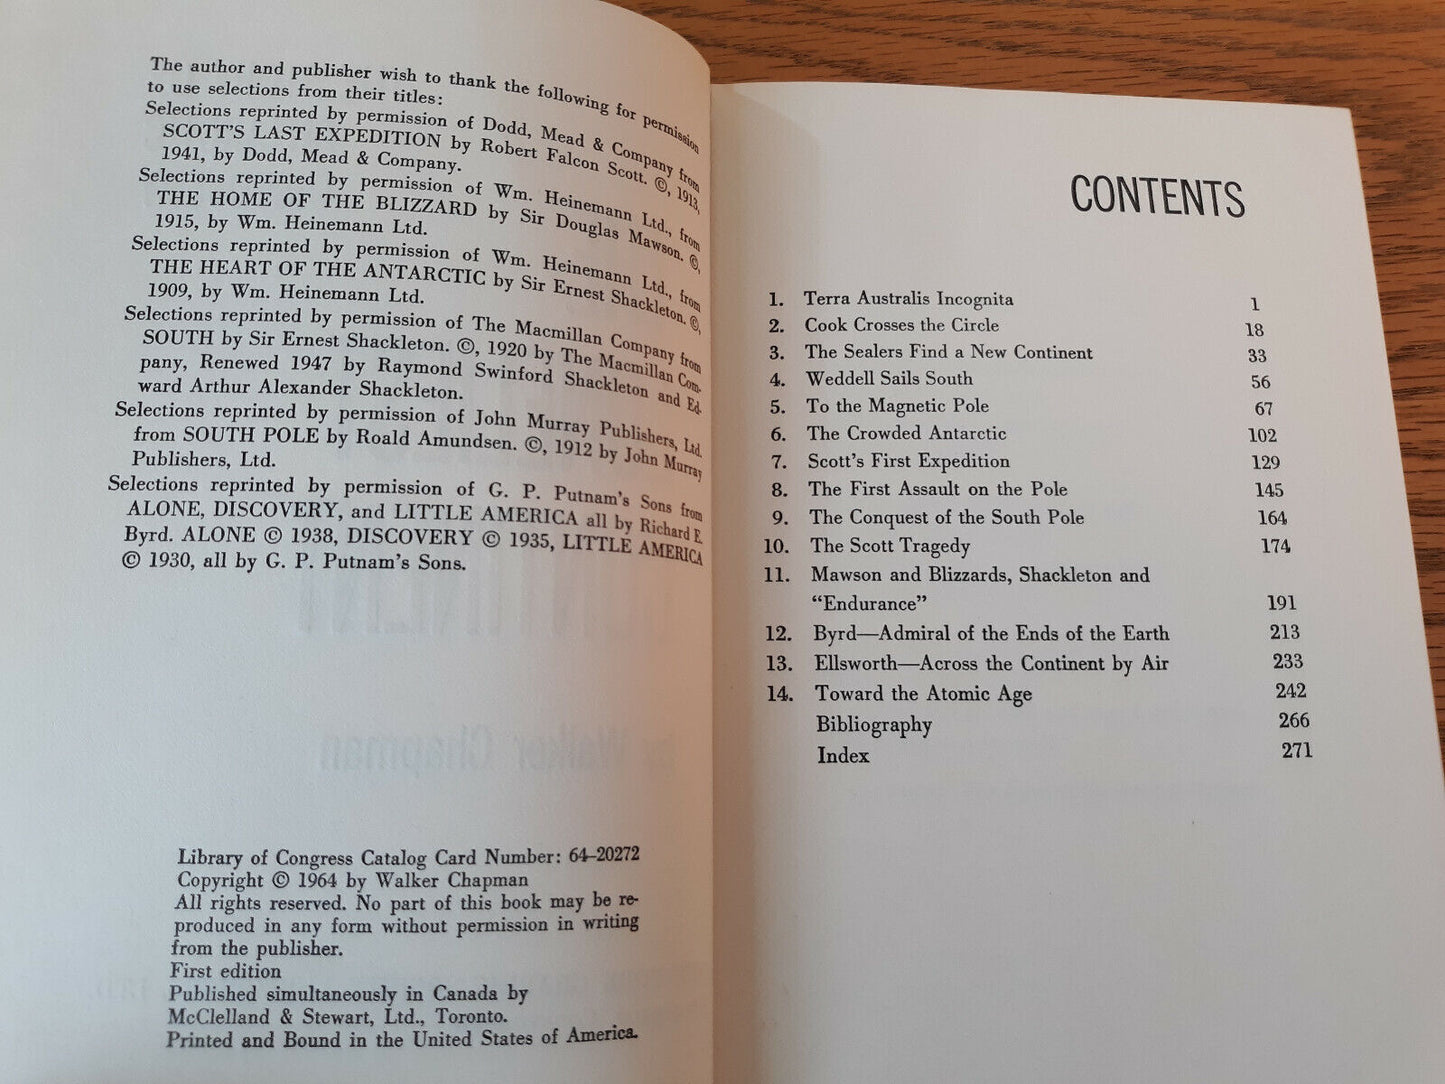 The author and publisher wish to thank the following for permission
to use selections from their titles:
Selections reprinted by permission of Dodd, Mead & Company from
SCOTT'S LAST EXPEDITION by Robert Falcon Scott. ©, 1913,
1941, by Dodd, Mead & Company.
Selections reprinted by permission of Wm. Heinemann Ltd., from
THE HOME OF THE BLIZZARD by Sir Douglas Mawson. ©,
1915, by Wm. Heinemann Ltd.
Selections reprinted by permission of Wm. Heinemann Ltd., from
THE HEART OF THE ANTARCTIC by Sir Ernest Shackleton. ©,
1909, by Wm. Heinemann Ltd.
Selections reprinted by permission of The Macmillan Company from
SOUTH by Sir Ernest Shackleton. ©, 1920 by The Macmillan Com-
pany, Renewed 1947 by Raymond Swinford Shackleton and Ed-
ward Arthur Alexander Shackleton.
Selections reprinted by permission of John Murray Publishers, Ltd.
from SOUTH POLE by Roald Amundsen. ©, 1912 by John Murray
Publishers, Ltd.
Selections reprinted by permission of G. P. Putnam's Sons from
ALONE, DISCOVERY, and LITTLE AMERICA all by Richard E.
Byrd. ALONE © 1938, DISCOVERY © 1935, LITTLE AMERICA
© 1930, all by G. P. Putnam's Sons.
by Walker Chapman
Library of Congress Catalog Card Number: 64-20272
Copyright © 1964 by Walker Chapman
All rights reserved. No part of this book may be re-
produced in any form without permission in writing
from the publisher.
First edition
Published simultaneously in Canada by
McClelland & Stewart, Ltd., Toronto.
Printed and Bound in the United States of America.
CONTENTS
1. Terra Australis Incognita 1
2. Cook Crosses the Circle 18
3. The Sealers Find a New Continent 33
4. Weddell Sails South 56
5. To the Magnetic Pole 67
6. The Crowded Antarctic 102
7. Scott's First Expedition 129
8. The First Assault on the Pole 145
9. The Conquest of the South Pole 164
10. The Scott Tragedy 174
11. Mawson and Blizzards, Shackleton and
"Endurance" 191
12. Byrd—Admiral of the Ends of the Earth 213
13. Ellsworth—Across the Continent by Air 233
14. Toward the Atomic Age 242
Bibliography 266
Index 271